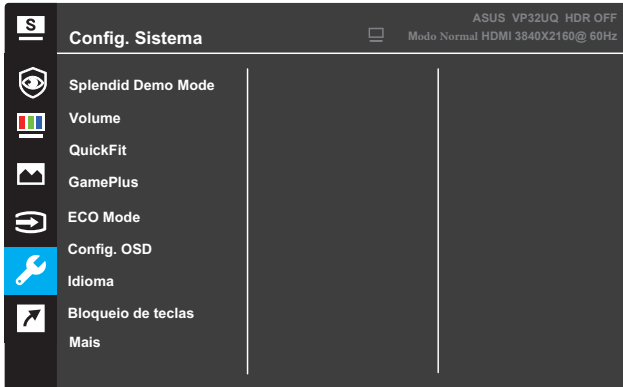 S
ASUS VP32UQ HDR OFF
Config. Sistema
Modo Normal HDMI 3840X2160@ 60Hz
Splendid Demo Mode
Volume
QuickFit
GamePlus
ECO Mode
Config. OSD
Idioma
Bloqueio de teclas
Mais